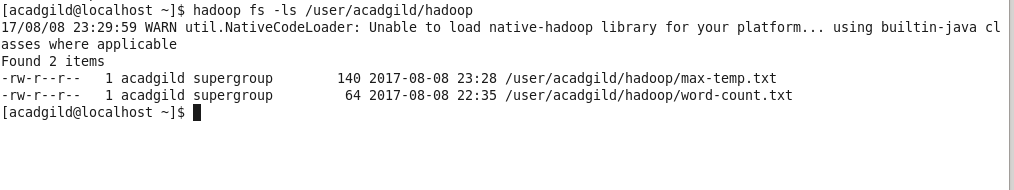 [acadgild@localhost ~]$ hadoop fs -ls /user/acadgild/hadoop
17/08/08 23:29:59 WARN util.NativeCodeLoader: Unable to load native-hadoop library for your platform... using builtin-java cl
asses where applicable
Found 2 items
-rw-r--r--   1 acadgild supergroup        140 2017-08-08 23:28 /user/acadgild/hadoop/max-temp.txt
-rw-r--r--   1 acadgild supergroup         64 2017-08-08 22:35 /user/acadgild/hadoop/word-count.txt
[acadgild@localhost ~]$